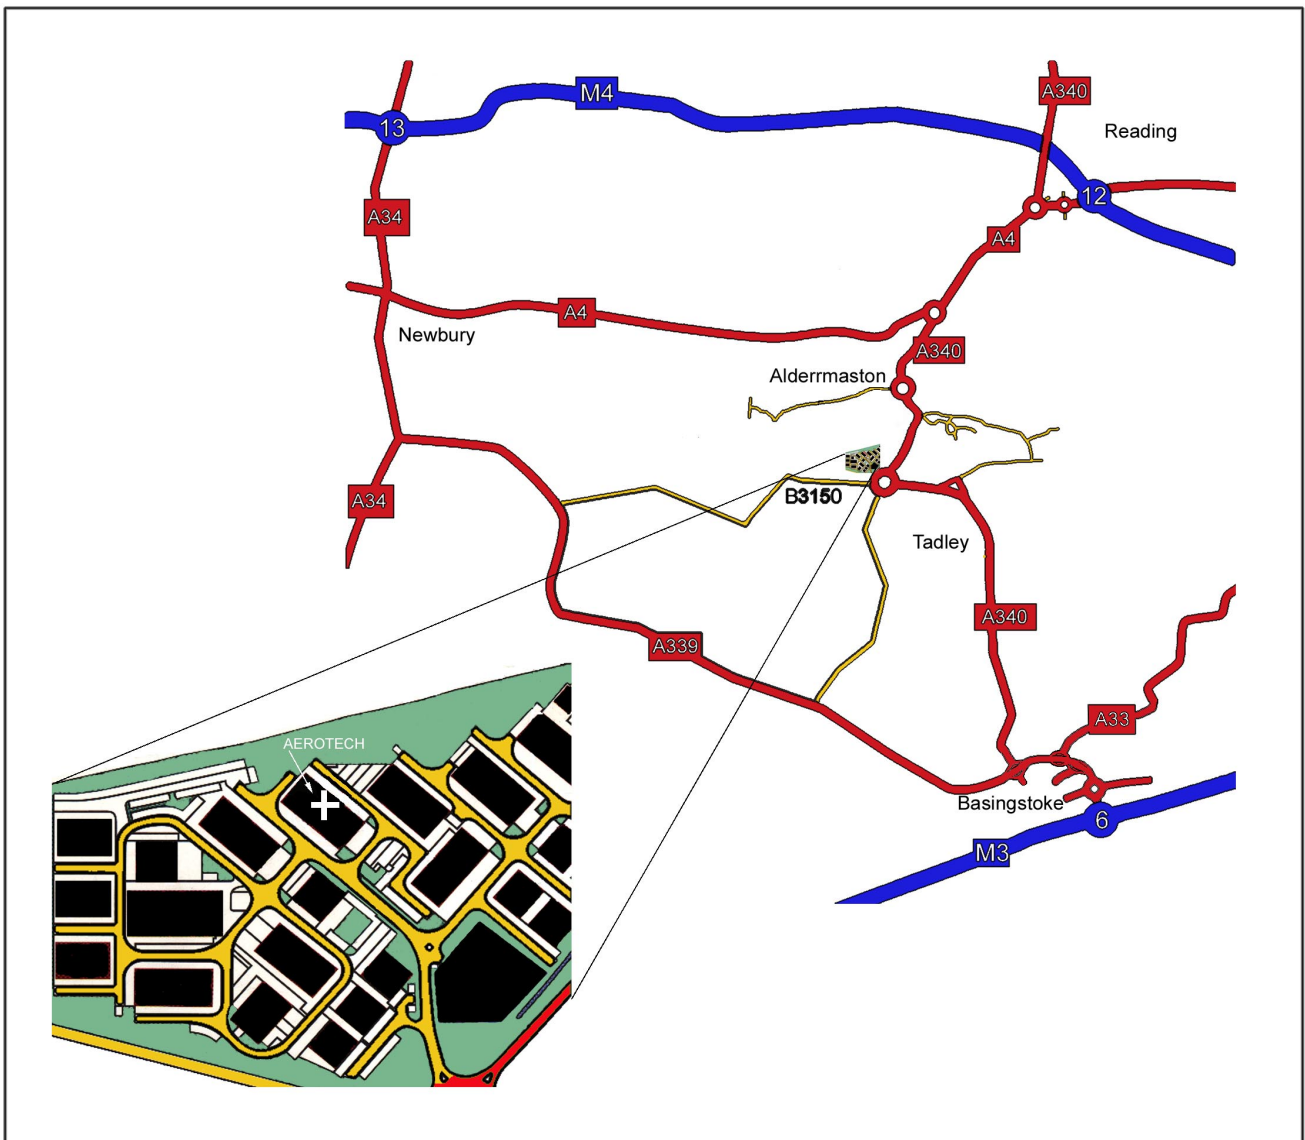 M4
A340
13
Reading
12
A34
A4
A4
Newbury
A340
Alderrmaston
A34
B3150
Tadley
A340
A339
A33
AEROTECH
Basingstoke
6
M3